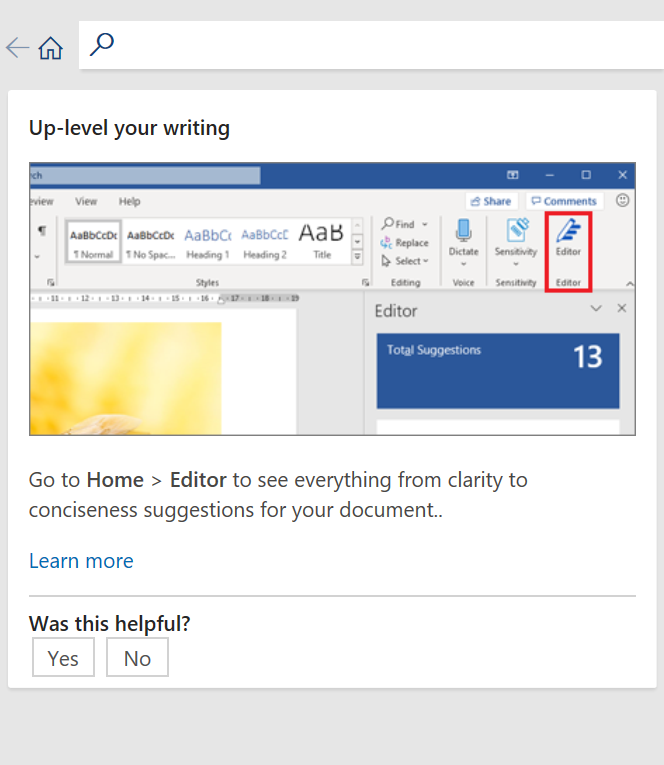 Up-level your writing
rch
eview View Help Share Comments
AaBbCcDc AaBbCcDc AaBbCc AaBbCcD AaB
¶ Normal ¶ No Spac... Heading 1 Heading 2 Title
Find
Replace
Select
Dictate Sensitivity Editor
Styles Editing Voice Sensitivity Editor
11 12 13 14 15 16 17 18 19
Editor
Total Suggestions 13
Go to Home > Editor to see everything from clarity to
conciseness suggestions for your document..
Learn more
Was this helpful?
Yes No